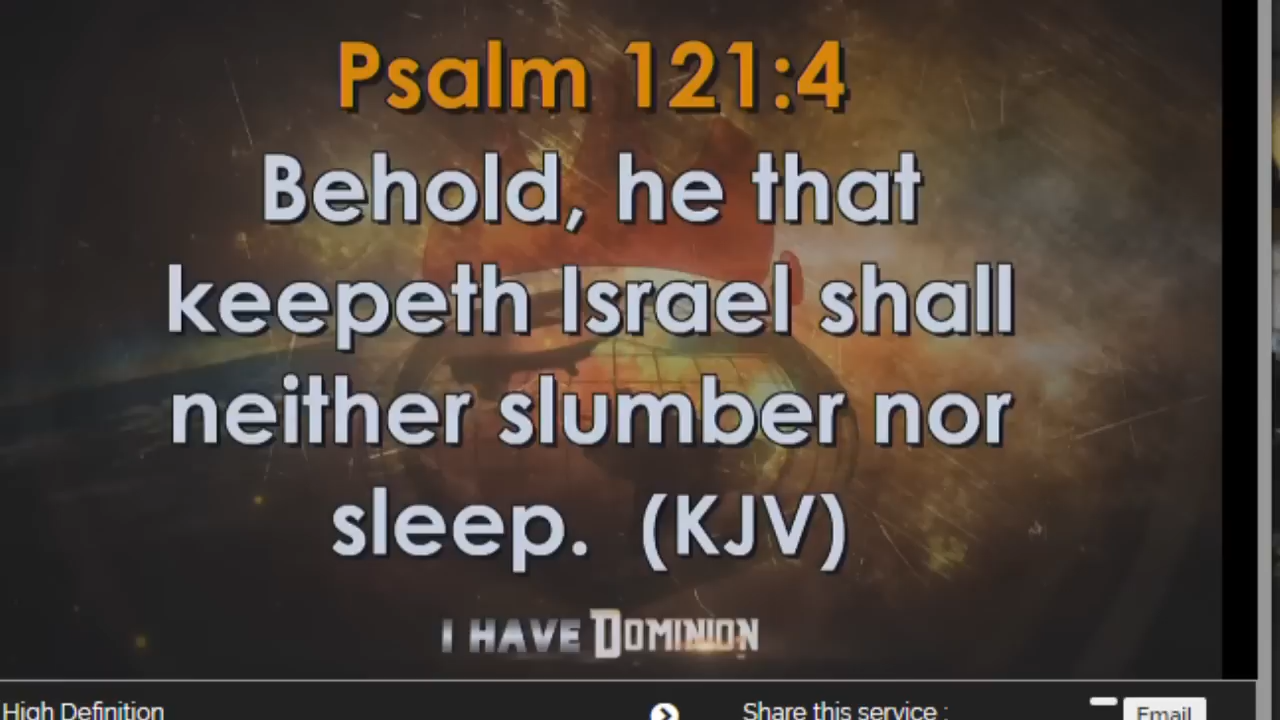 Psalm 121:4
Behold, he that
keepeth Israel shall
neither slumber nor
sleep. (KJV)
I HAVE DOMINION
High Definition
Share this service :
Email